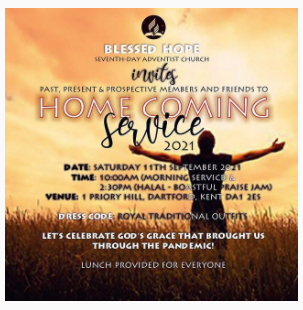 BLESSED HOPE
SEVENTH-DAY ADVENTIST CHURCH
invites
PAST, PRESENT & PROSPECTIVE MEMBERS AND FRIENDS TO
HOME COMING
Service
2021
DATE: SATURDAY 11TH SEPTEMBER 2021
TIME: 10:00AM (MORNING SERVICE &
2:30PM (HALAL - BOASTFUL PRAISE JAM)
VENUE: 1 PRIORY HILL, DARTFORD, KENT DA1 2ES
DRESS CODE: ROYAL TRADITIONAL OUTFITS
LET'S CELEBRATE GOD'S GRACE THAT BROUGHT US
THROUGH THE PANDEMIC!
LUNCH PROVIDED FOR EVERYONE